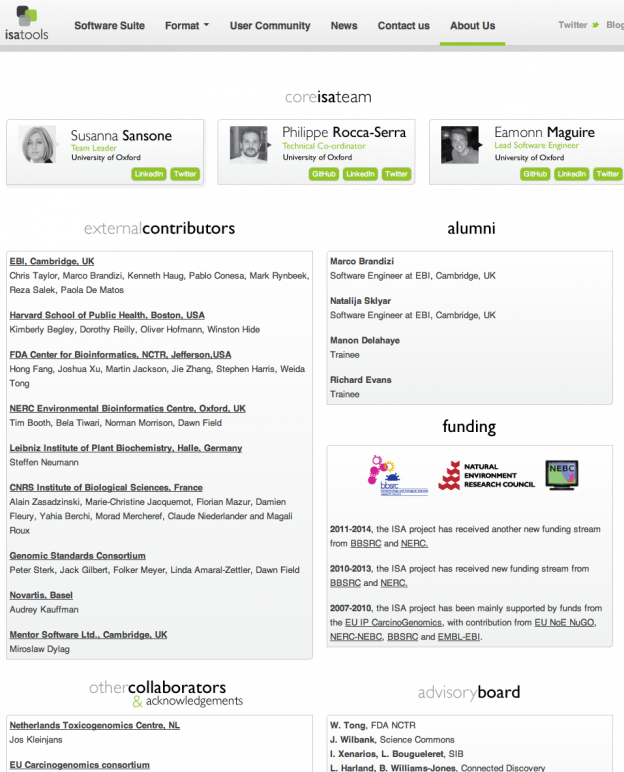 isatools
Software Suite
Format
User Community
News
Contact us
About Us
Twitter
Blog
coreisateam
Susanna Sansone
Team Leader
University of Oxford
LinkedIn
Twitter
Philippe Rocca-Serra
Technical Co-ordinator
University of Oxford
GitHub
LinkedIn
Twitter
Eamonn Maguire
Lead Software Engineer
University of Oxford
GitHub
LinkedIn
Twitter
externalcontributors
EBI, Cambridge, UK
Chris Taylor, Marco Brandizi, Kenneth Haug, Pablo Conesa, Mark Rynbeek,
Reza Salek, Paola De Matos
Harvard School of Public Health, Boston, USA
Kimberly Begley, Dorothy Reilly, Oliver Hofmann, Winston Hide
FDA Center for Bioinformatics, NCTR, Jefferson,USA
Hong Fang, Joshua Xu, Martin Jackson, Jie Zhang, Stephen Harris, Weida
Tong
NERC Environmental Bioinformatics Centre, Oxford, UK
Tim Booth, Bela Tiwari, Norman Morrison, Dawn Field
Leibniz Institute of Plant Biochemistry, Halle, Germany
Steffen Neumann
CNRS Institute of Biological Sciences, France
Alain Zasadzinski, Marie-Christine Jacquemot, Florian Mazur, Damien
Fleury, Yahia Berchi, Morad Mercheref, Claude Niederlander and Magali
Roux
Genomic Standards Consortium
Peter Sterk, Jack Gilbert, Folker Meyer, Linda Amaral-Zettler, Dawn Field
Novartis, Basel
Audrey Kauffman
Mentor Software Ltd., Cambridge, UK
Miroslaw Dylag
alumni
Marco Brandizi
Software Engineer at EBI, Cambridge, UK
Natalija Sklyar
Software Engineer at EBI, Cambridge, UK
Manon Delahaye
Trainee
Richard Evans
Trainee
funding
bbsrc
NATURAL
ENVIRONMENT
RESEARCH COUNCIL
NEBC
2011-2014, the ISA project has received another new funding stream
from BBSRC and NERC.
2010-2013, the ISA project has received new funding stream from
BBSRC and NERC.
2007-2010, the ISA project has been mainly supported by funds from
the EU IP CarcinoGenomics, with contribution from EU NoE NuGO,
NERC-NEBC, BBSRC and EMBL-EBI.
othercollaborators
& acknowledgements
Netherlands Toxicogenomics Centre, NL
Jos Kleinjans
EU Carcinogenomics consortium
advisoryboard
W. Tong, FDA NCTR
J. Wilbank, Science Commons
I. Xenarios, L. Bougueleret, SIB
L. Harland, B. Williams-Jones, Connected Discovery